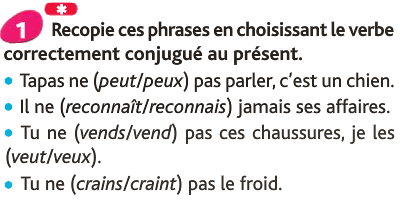 1 Recopie ces phrases en choisissant le verbe
correctement conjugué au présent.
• Tapas ne (peut/peux) pas parler, c'est un chien.
• Il ne (reconnaît/reconnais) jamais ses affaires.
• Tu ne (vends/vend) pas ces chaussures, je les
(veut/veux).
• Tu ne (crains/craint) pas le froid.